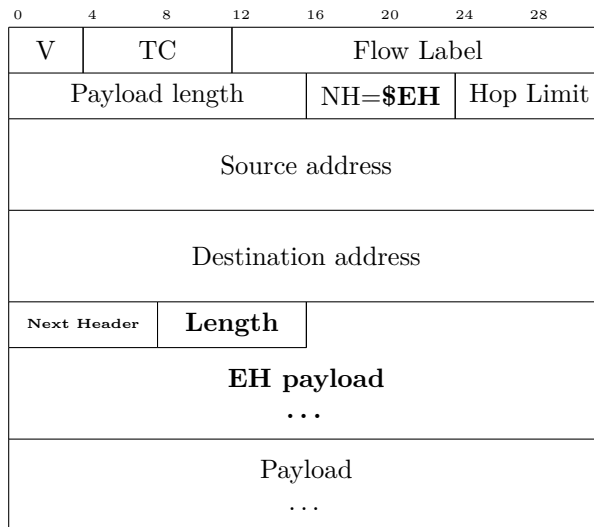 0 4 8 12 16 20 24 28
V TC Flow Label
Payload length NH=$EH Hop Limit
Source address
Destination address
Next Header Length
EH payload
...
Payload
...